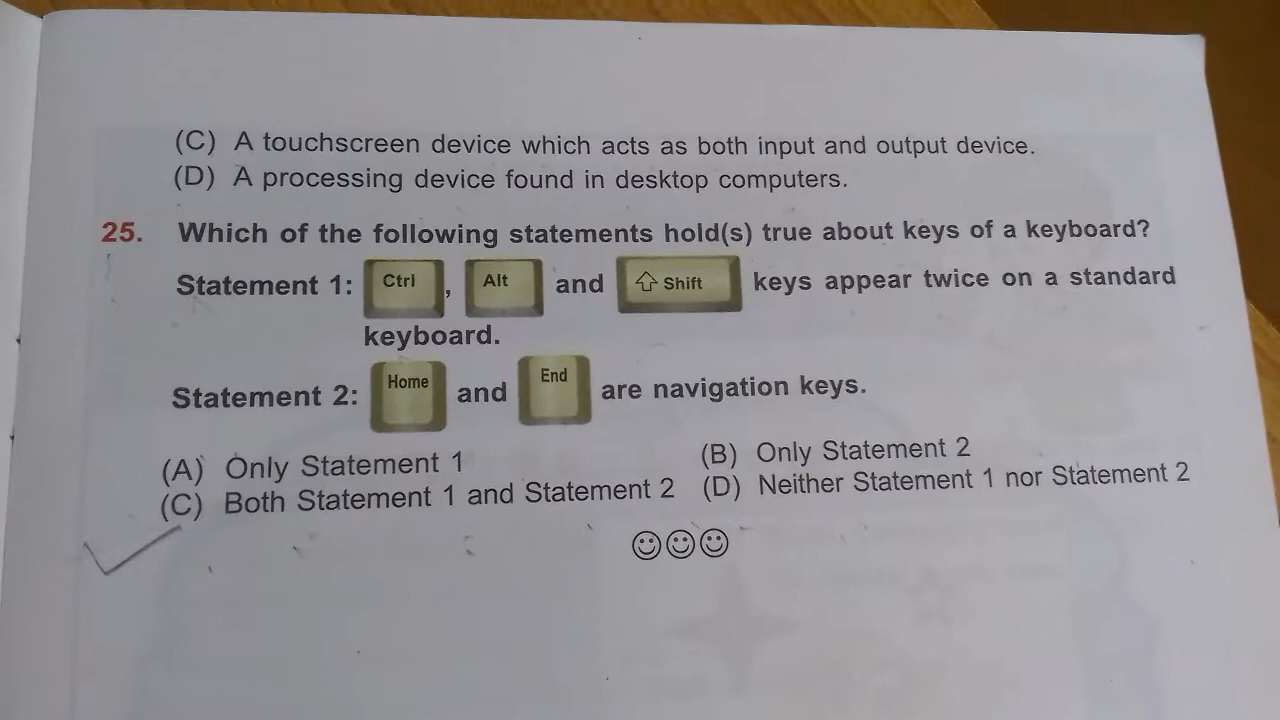 (C) A touchscreen device which acts as both input and output device.
(D) A processing device found in desktop computers.
25. Which of the following statements hold(s) true about keys of a keyboard?
Statement 1: Ctrl , Alt and Shift keys appear twice on a standard
keyboard.
Statement 2: Home and End are navigation keys.
(A) Only Statement 1 (B) Only Statement 2
(C) Both Statement 1 and Statement 2 (D) Neither Statement 1 nor Statement 2